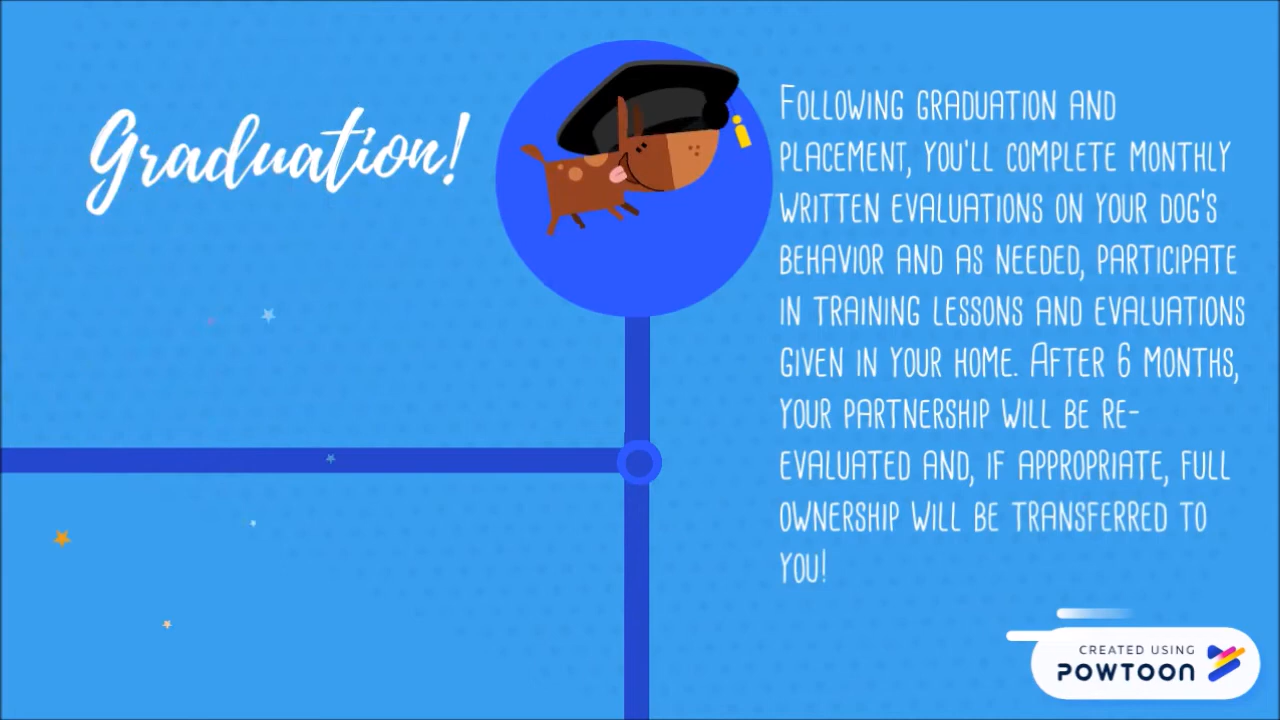 Graduation!
Following graduation and
placement, you'll complete monthly
written evaluations on your dog's
behavior and as needed, participate
in training lessons and evaluations
given in your home. After 6 months,
your partnership will be re-
evaluated and, if appropriate, full
ownership will be transferred to
you!
CREATED USING
POWTOON